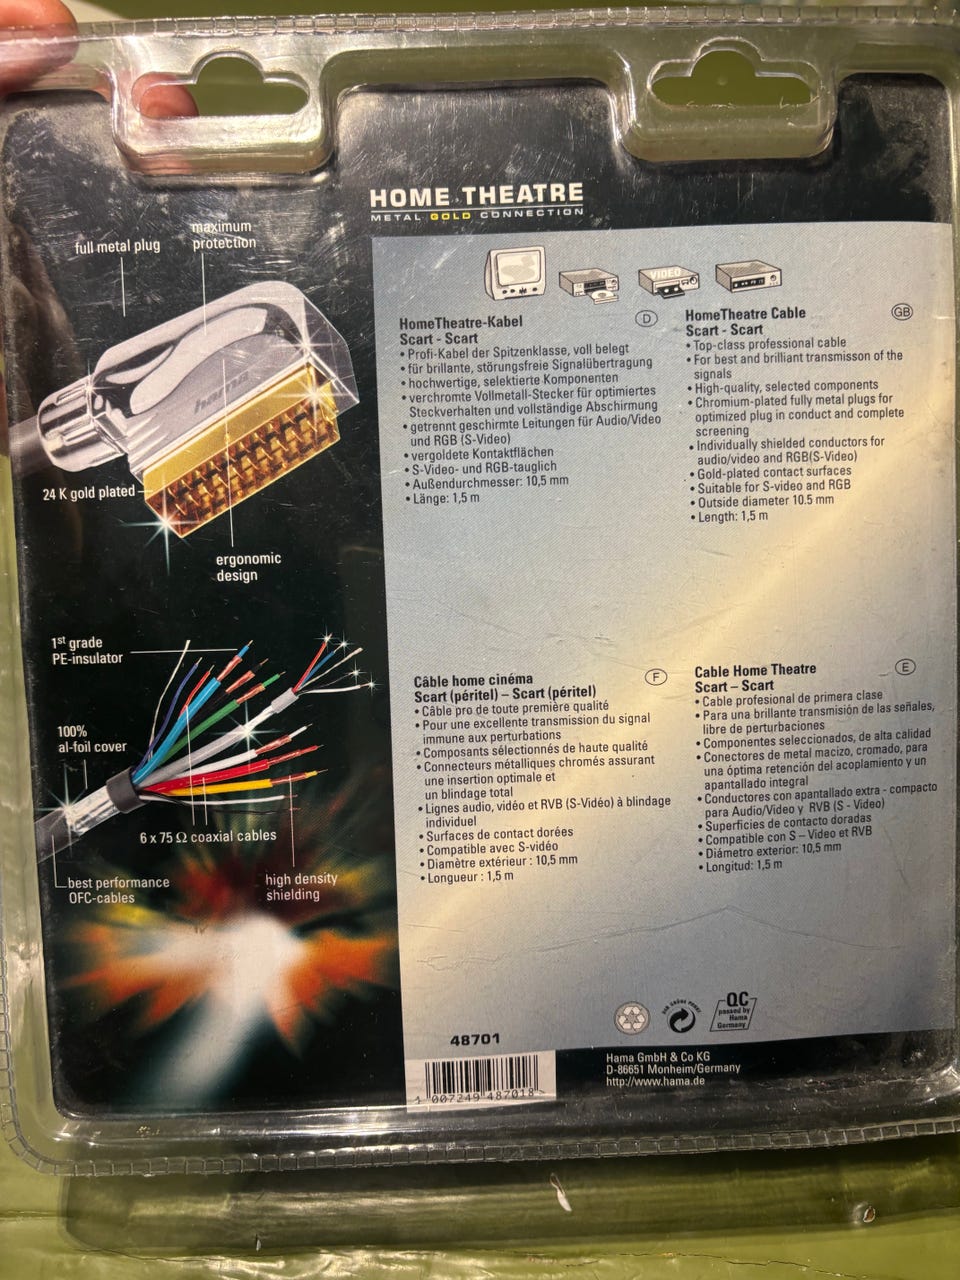 HOME THEATRE
METAL GOLD CONNECTION
full metal plug
maximum
protection
hama
24 K gold plated
ergonomic
design
1st grade
PE-insulator
100%
al-foil cover
6 x 75 Ω coaxial cables
best performance
OFC-cables
high density
shielding
VIDEO
HomeTheatre-Kabel
D
Scart - Scart
• Profi-Kabel der Spitzenklasse, voll belegt
• für brillante, störungsfreie Signalübertragung
• hochwertige, selektierte Komponenten
• verchromte Vollmetall-Stecker für optimiertes
Steckverhalten und vollständige Abschirmung
• getrennt geschirmte Leitungen für Audio/Video
und RGB (S-Video)
• vergoldete Kontaktflächen
• S-Video- und RGB-tauglich
• Außendurchmesser: 10,5 mm
• Länge: 1,5 m
HomeTheatre Cable
GB
Scart - Scart
• Top-class professional cable
• For best and brilliant transmisson of the
signals
• High-quality, selected components
• Chromium-plated fully metal plugs for
optimized plug in conduct and complete
screening
• Individually shielded conductors for
audio/video and RGB(S-Video)
• Gold-plated contact surfaces
• Suitable for S-video and RGB
• Outside diameter 10.5 mm
• Length: 1,5 m
Câble home cinéma
F
Scart (péritel) – Scart (péritel)
• Câble pro de toute première qualité
• Pour une excellente transmission du signal
immune aux perturbations
• Composants sélectionnés de haute qualité
• Connecteurs métalliques chromés assurant
une insertion optimale et
un blindage total
• Lignes audio, vidéo et RVB (S-Vidéo) à blindage
individuel
• Surfaces de contact dorées
• Compatible avec S-vidéo
• Diamètre extérieur : 10,5 mm
• Longueur : 1,5 m
Cable Home Theatre
E
Scart – Scart
• Cable profesional de primera clase
• Para una brillante transmisión de las señales,
libre de perturbaciones
• Componentes seleccionados, de alta calidad
• Conectores de metal macizo, cromado, para
una óptima retención del acoplamiento y un
apantallado integral
• Conductores con apantallado extra - compacto
para Audio/Video y RVB (S - Video)
• Superficies de contacto doradas
• Compatible con S – Video et RVB
• Diámetro exterior: 10,5 mm
• Longitud: 1,5 m
DER GRÜNE PUNKT
QC
passed by
Hama
Germany
48701
4 007249 487018 >
Hama GmbH & Co KG
D-86651 Monheim/Germany
http://www.hama.de